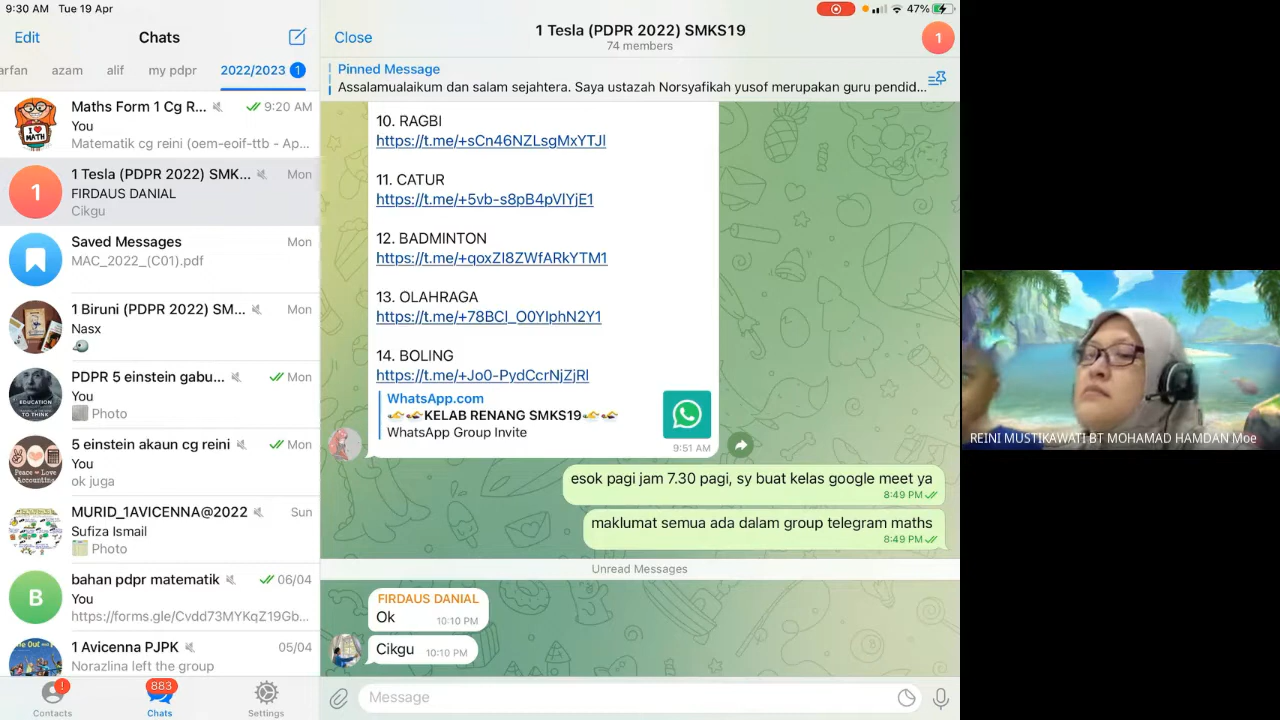 9:30 AM Tue 19 Apr
47%
Edit
Chats
arfan azam alif my pdpr 2022/2023 1
Maths Form 1 Cg R... 9:20 AM
You
Matematik cg reini (oem-eoif-ttb - Ap...
I
MATH
1
1 Tesla (PDPR 2022) SMK... Mon
FIRDAUS DANIAL
Cikgu
Saved Messages Mon
MAC_2022_(C01).pdf
1 Biruni (PDPR 2022) SM... Mon
Nasx
PDPR 5 einstein gabu... Mon
You
Photo
EDUCATION
TO THINK
5 einstein akaun cg reini Mon
You
ok juga
Peace Love
Accounting
MURID_1AVICENNA@2022 Sun
Sufiza Ismail
Photo
B
bahan pdpr matematik 06/04
You
https://forms.gle/Cvdd73MYKqZ19Gb...
1 Avicenna PJPK 05/04
Norazlina left the group
!
883
Contacts
Chats
Settings
Close
1 Tesla (PDPR 2022) SMKS19
74 members
1
Pinned Message
Assalamualaikum dan salam sejahtera. Saya ustazah Norsyafikah yusof merupakan guru pendid...
10. RAGBI
https://t.me/+sCn46NZLsgMxYTJl
11. CATUR
https://t.me/+5vb-s8pB4pVlYjE1
12. BADMINTON
https://t.me/+qoxZI8ZWfARkYTM1
13. OLAHRAGA
https://t.me/+78BCl_O0YlphN2Y1
14. BOLING
https://t.me/+Jo0-PydCcrNjZjRl
WhatsApp.com
KELAB RENANG SMKS19
WhatsApp Group Invite
9:51 AM
esok pagi jam 7.30 pagi, sy buat kelas google meet ya
8:49 PM
maklumat semua ada dalam group telegram maths
8:49 PM
Unread Messages
FIRDAUS DANIAL
Ok 10:10 PM
Cikgu 10:10 PM
Message
REINI MUSTIKAWATI BT MOHAMAD HAMDAN Moe